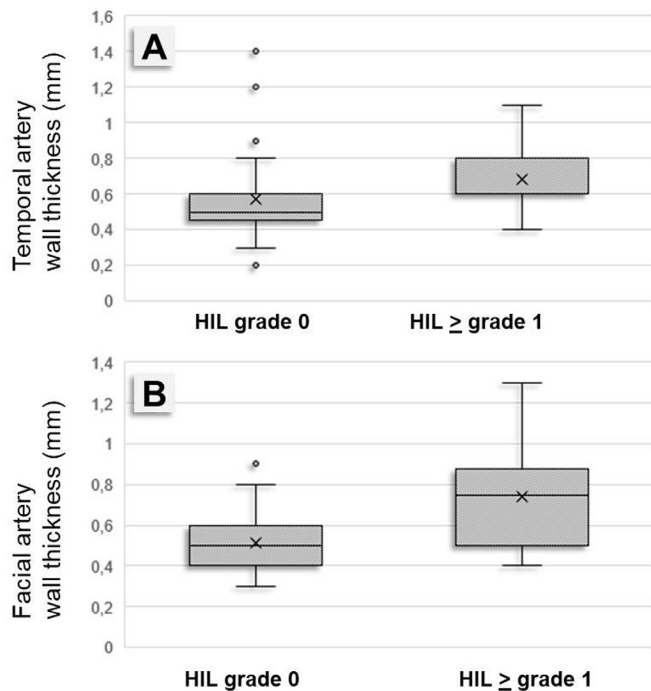 A
Temporal artery
wall thickness (mm)
1,6
1,4
1,2
1
0,8
0,6
0,4
0,2
0
HIL grade 0
HIL ≥ grade 1
B
Facial artery
wall thickness (mm)
1,4
1,2
1
0,8
0,6
0,4
0,2
0
HIL grade 0
HIL ≥ grade 1